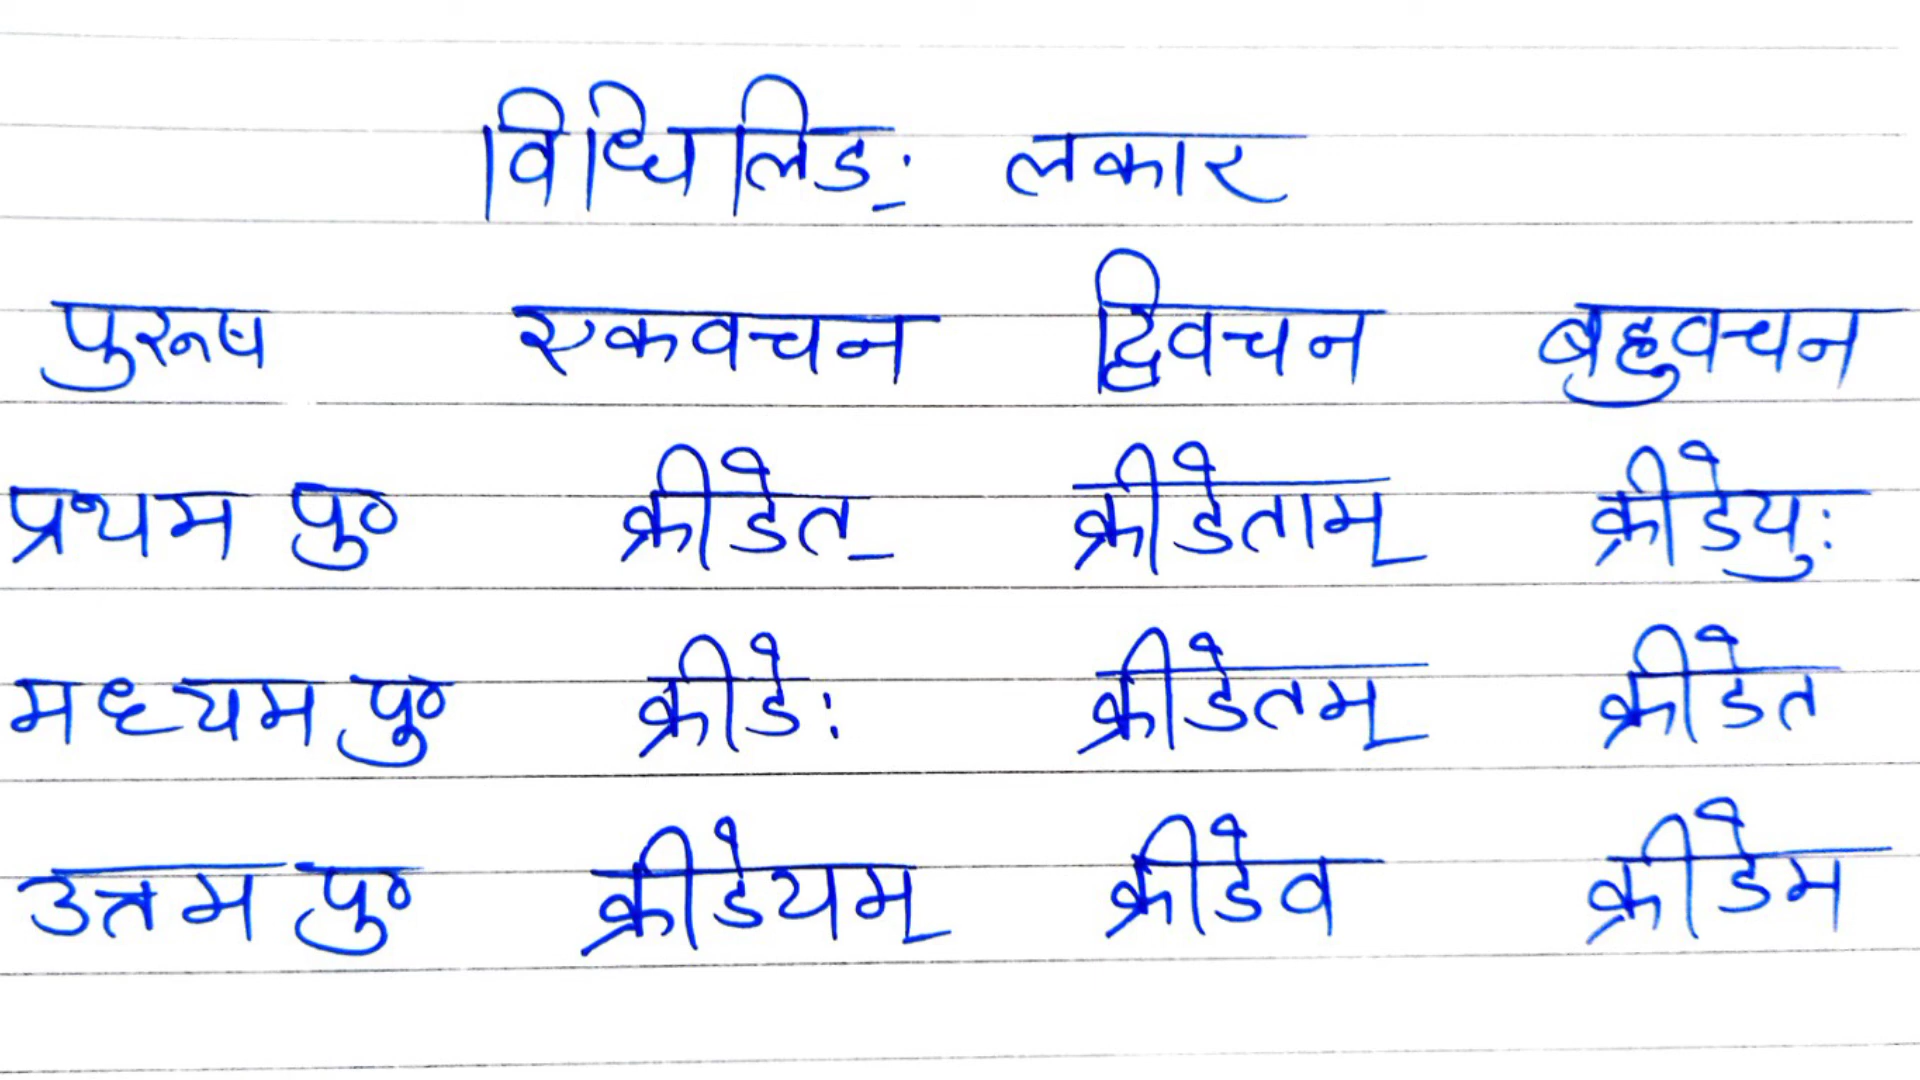 विधिलिङ्: लकार
पुरूष एकवचन द्विवचन बहुवचन
प्रथम पु० क्रीडेत् क्रीडेताम् क्रीडेयुः
मध्यम पु० क्रीडेः क्रीडेतम् क्रीडेत
उत्तम पु० क्रीडेयम् क्रीडेव क्रीडेम